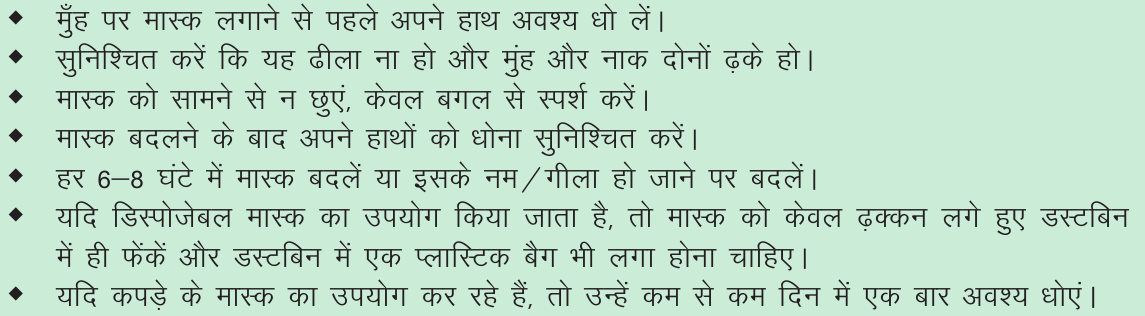 ◆ मुँह पर मास्क लगाने से पहले अपने हाथ अवश्य धो लें।
◆ सुनिश्चित करें कि यह ढीला ना हो और मुंह और नाक दोनों ढ़के हो।
◆ मास्क को सामने से न छुएं, केवल बगल से स्पर्श करें।
◆ मास्क बदलने के बाद अपने हाथों को धोना सुनिश्चित करें।
◆ हर 6–8 घंटे में मास्क बदलें या इसके नम/गीला हो जाने पर बदलें।
◆ यदि डिस्पोजेबल मास्क का उपयोग किया जाता है, तो मास्क को केवल ढ़क्कन लगे हुए डस्टबिन
में ही फेंकें और डस्टबिन में एक प्लास्टिक बैग भी लगा होना चाहिए।
◆ यदि कपड़े के मास्क का उपयोग कर रहे हैं, तो उन्हें कम से कम दिन में एक बार अवश्य धोएं।